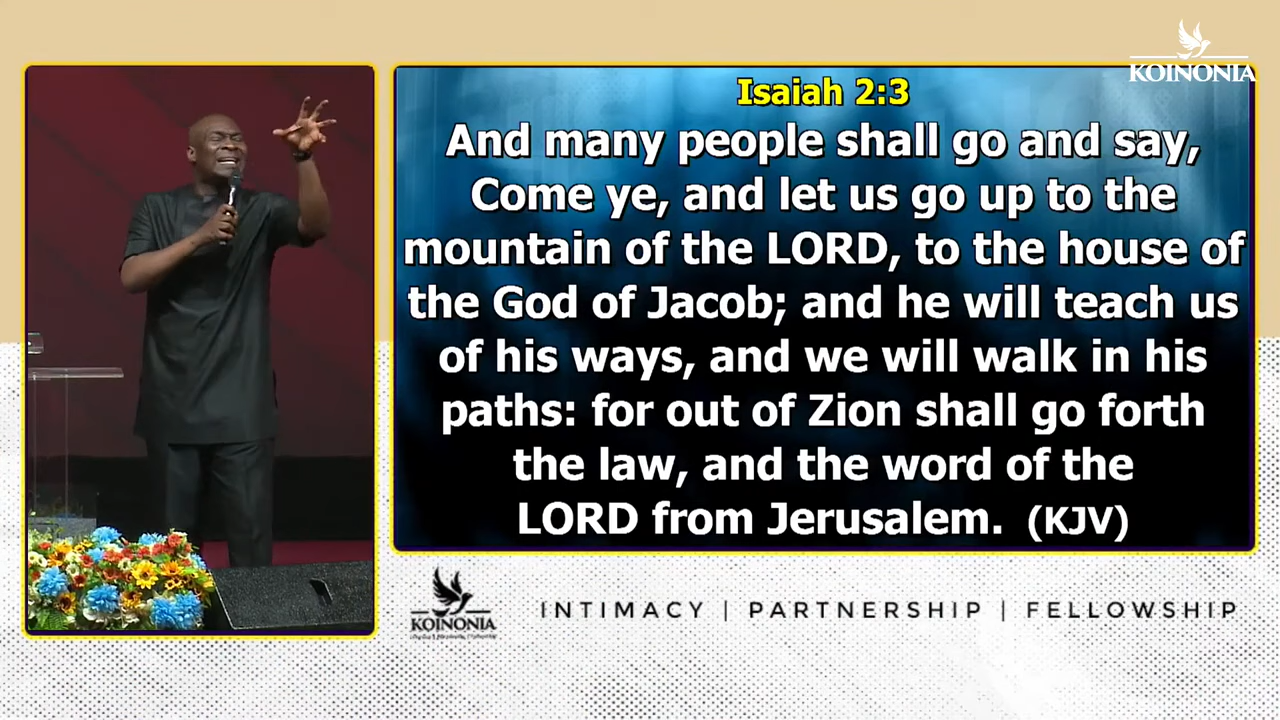 KOINONIA
Isaiah 2:3
And many people shall go and say,
Come ye, and let us go up to the
mountain of the LORD, to the house of
the God of Jacob; and he will teach us
of his ways, and we will walk in his
paths: for out of Zion shall go forth
the law, and the word of the
LORD from Jerusalem. (KJV)
KOINONIA
INTIMACY | PARTNERSHIP | FELLOWSHIP